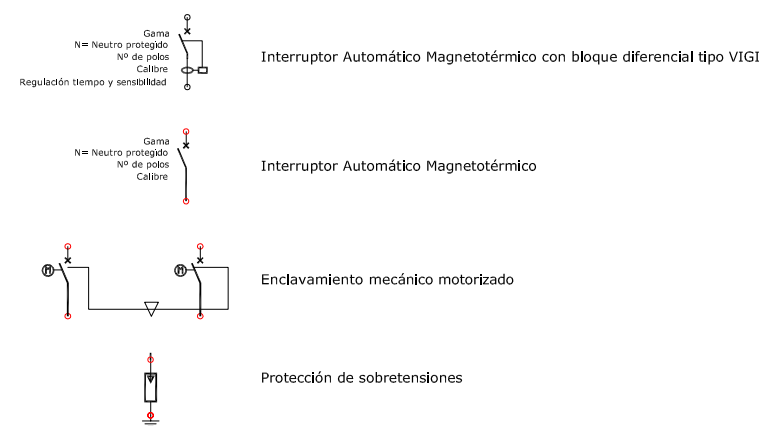 Gama
N= Neutro protegido
Nº de polos
Calibre
Regulación tiempo y sensibilidad
Interruptor Automático Magnetotérmico con bloque diferencial tipo VIGI
Gama
N= Neutro protegido
Nº de polos
Calibre
Interruptor Automático Magnetotérmico
M M
Enclavamiento mecánico motorizado
Protección de sobretensiones